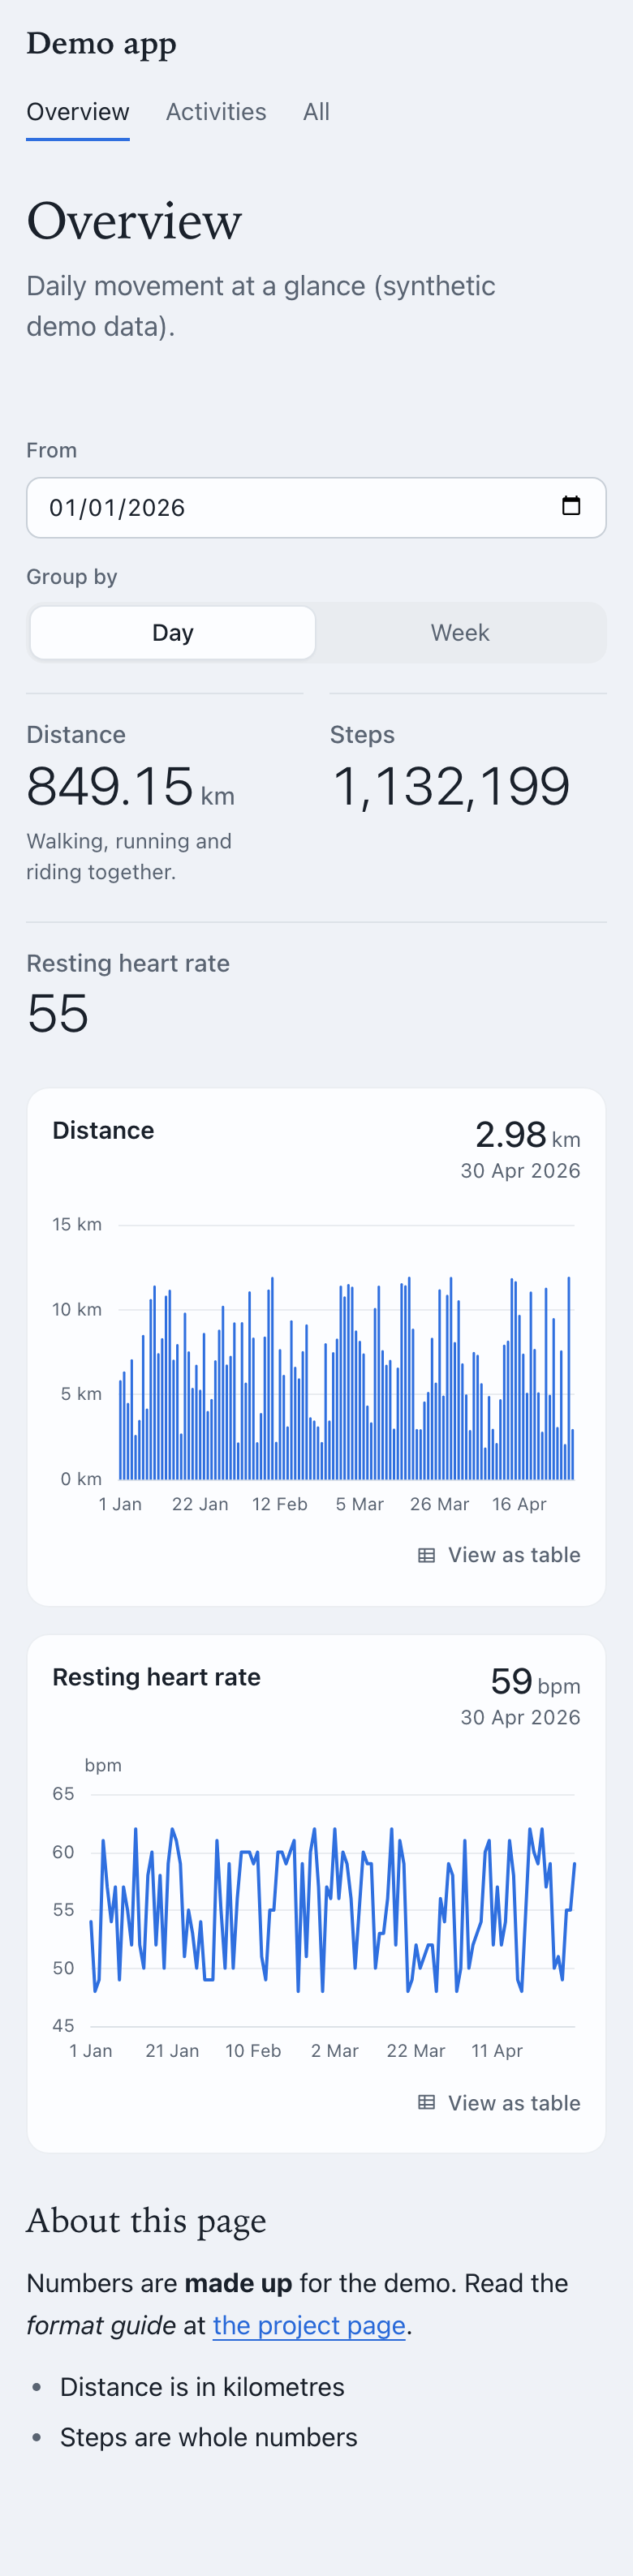 Demo app
Overview Activities All
Overview
Daily movement at a glance (synthetic
demo data).
From
01/01/2026
Group by
Day Week
Distance Steps
849.15 km 1,132,199
Walking, running and
riding together.
Resting heart rate
55
Distance 2.98 km
30 Apr 2026
15 km
10 km
5 km
0 km
1 Jan 22 Jan 12 Feb 5 Mar 26 Mar 16 Apr
View as table
Resting heart rate 59 bpm
30 Apr 2026
bpm
65
60
55
50
45
1 Jan 21 Jan 10 Feb 2 Mar 22 Mar 11 Apr
View as table
About this page
Numbers are made up for the demo. Read the
format guide at the project page.
• Distance is in kilometres
• Steps are whole numbers